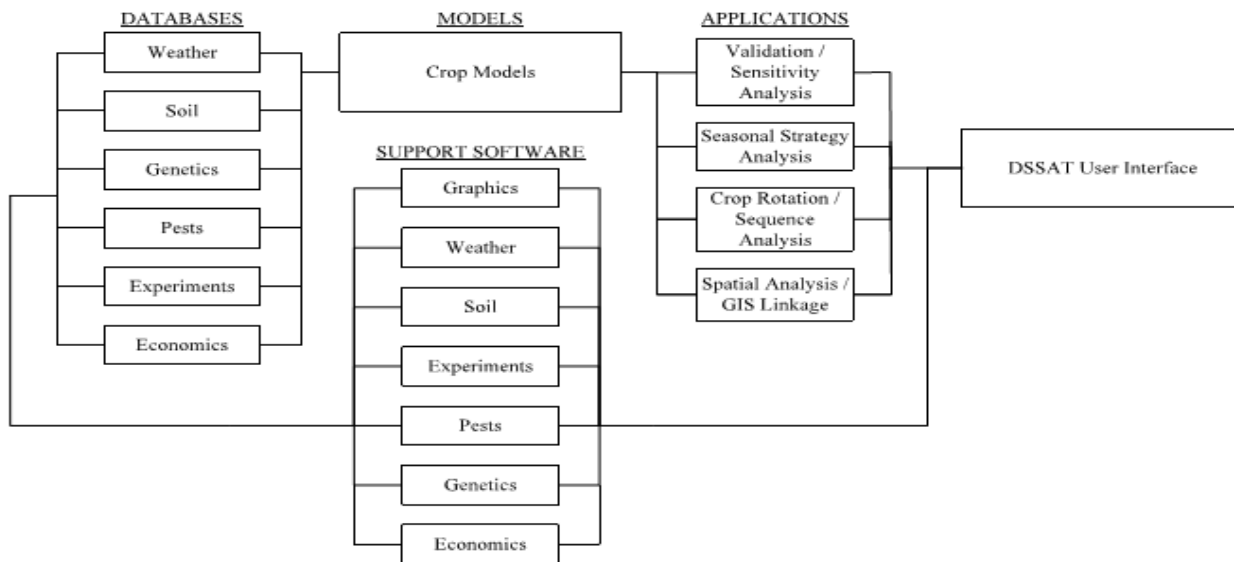 DATABASES
Weather
Soil
Genetics
Pests
Experiments
Economics
MODELS
Crop Models
SUPPORT SOFTWARE
Graphics
Weather
Soil
Experiments
Pests
Genetics
Economics
APPLICATIONS
Validation /
Sensitivity
Analysis
Seasonal Strategy
Analysis
Crop Rotation /
Sequence
Analysis
Spatial Analysis /
GIS Linkage
DSSAT User Interface